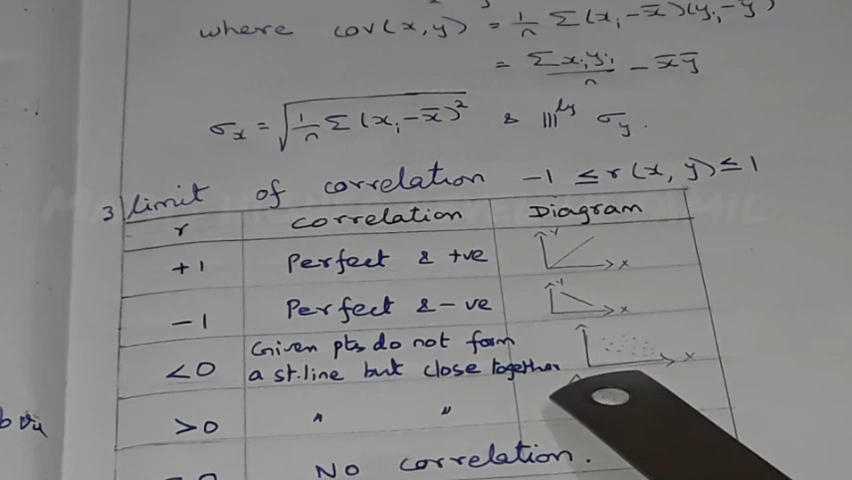 where cov(x, y) = 1/n Σ(xᵢ - x̄)(yᵢ - ȳ)
= Σxᵢyᵢ/n - x̄ȳ
σₓ = √(1/n Σ(xᵢ - x̄)²) & |||ly σy.
3) limit of correlation -1 ≤ r(x, y) ≤ 1
r correlation Diagram
+1 Perfect & +ve Y X
-1 Perfect & -ve Y X
<0 Given pts do not form
a st.line but close together X
>0 " "
No correlation.